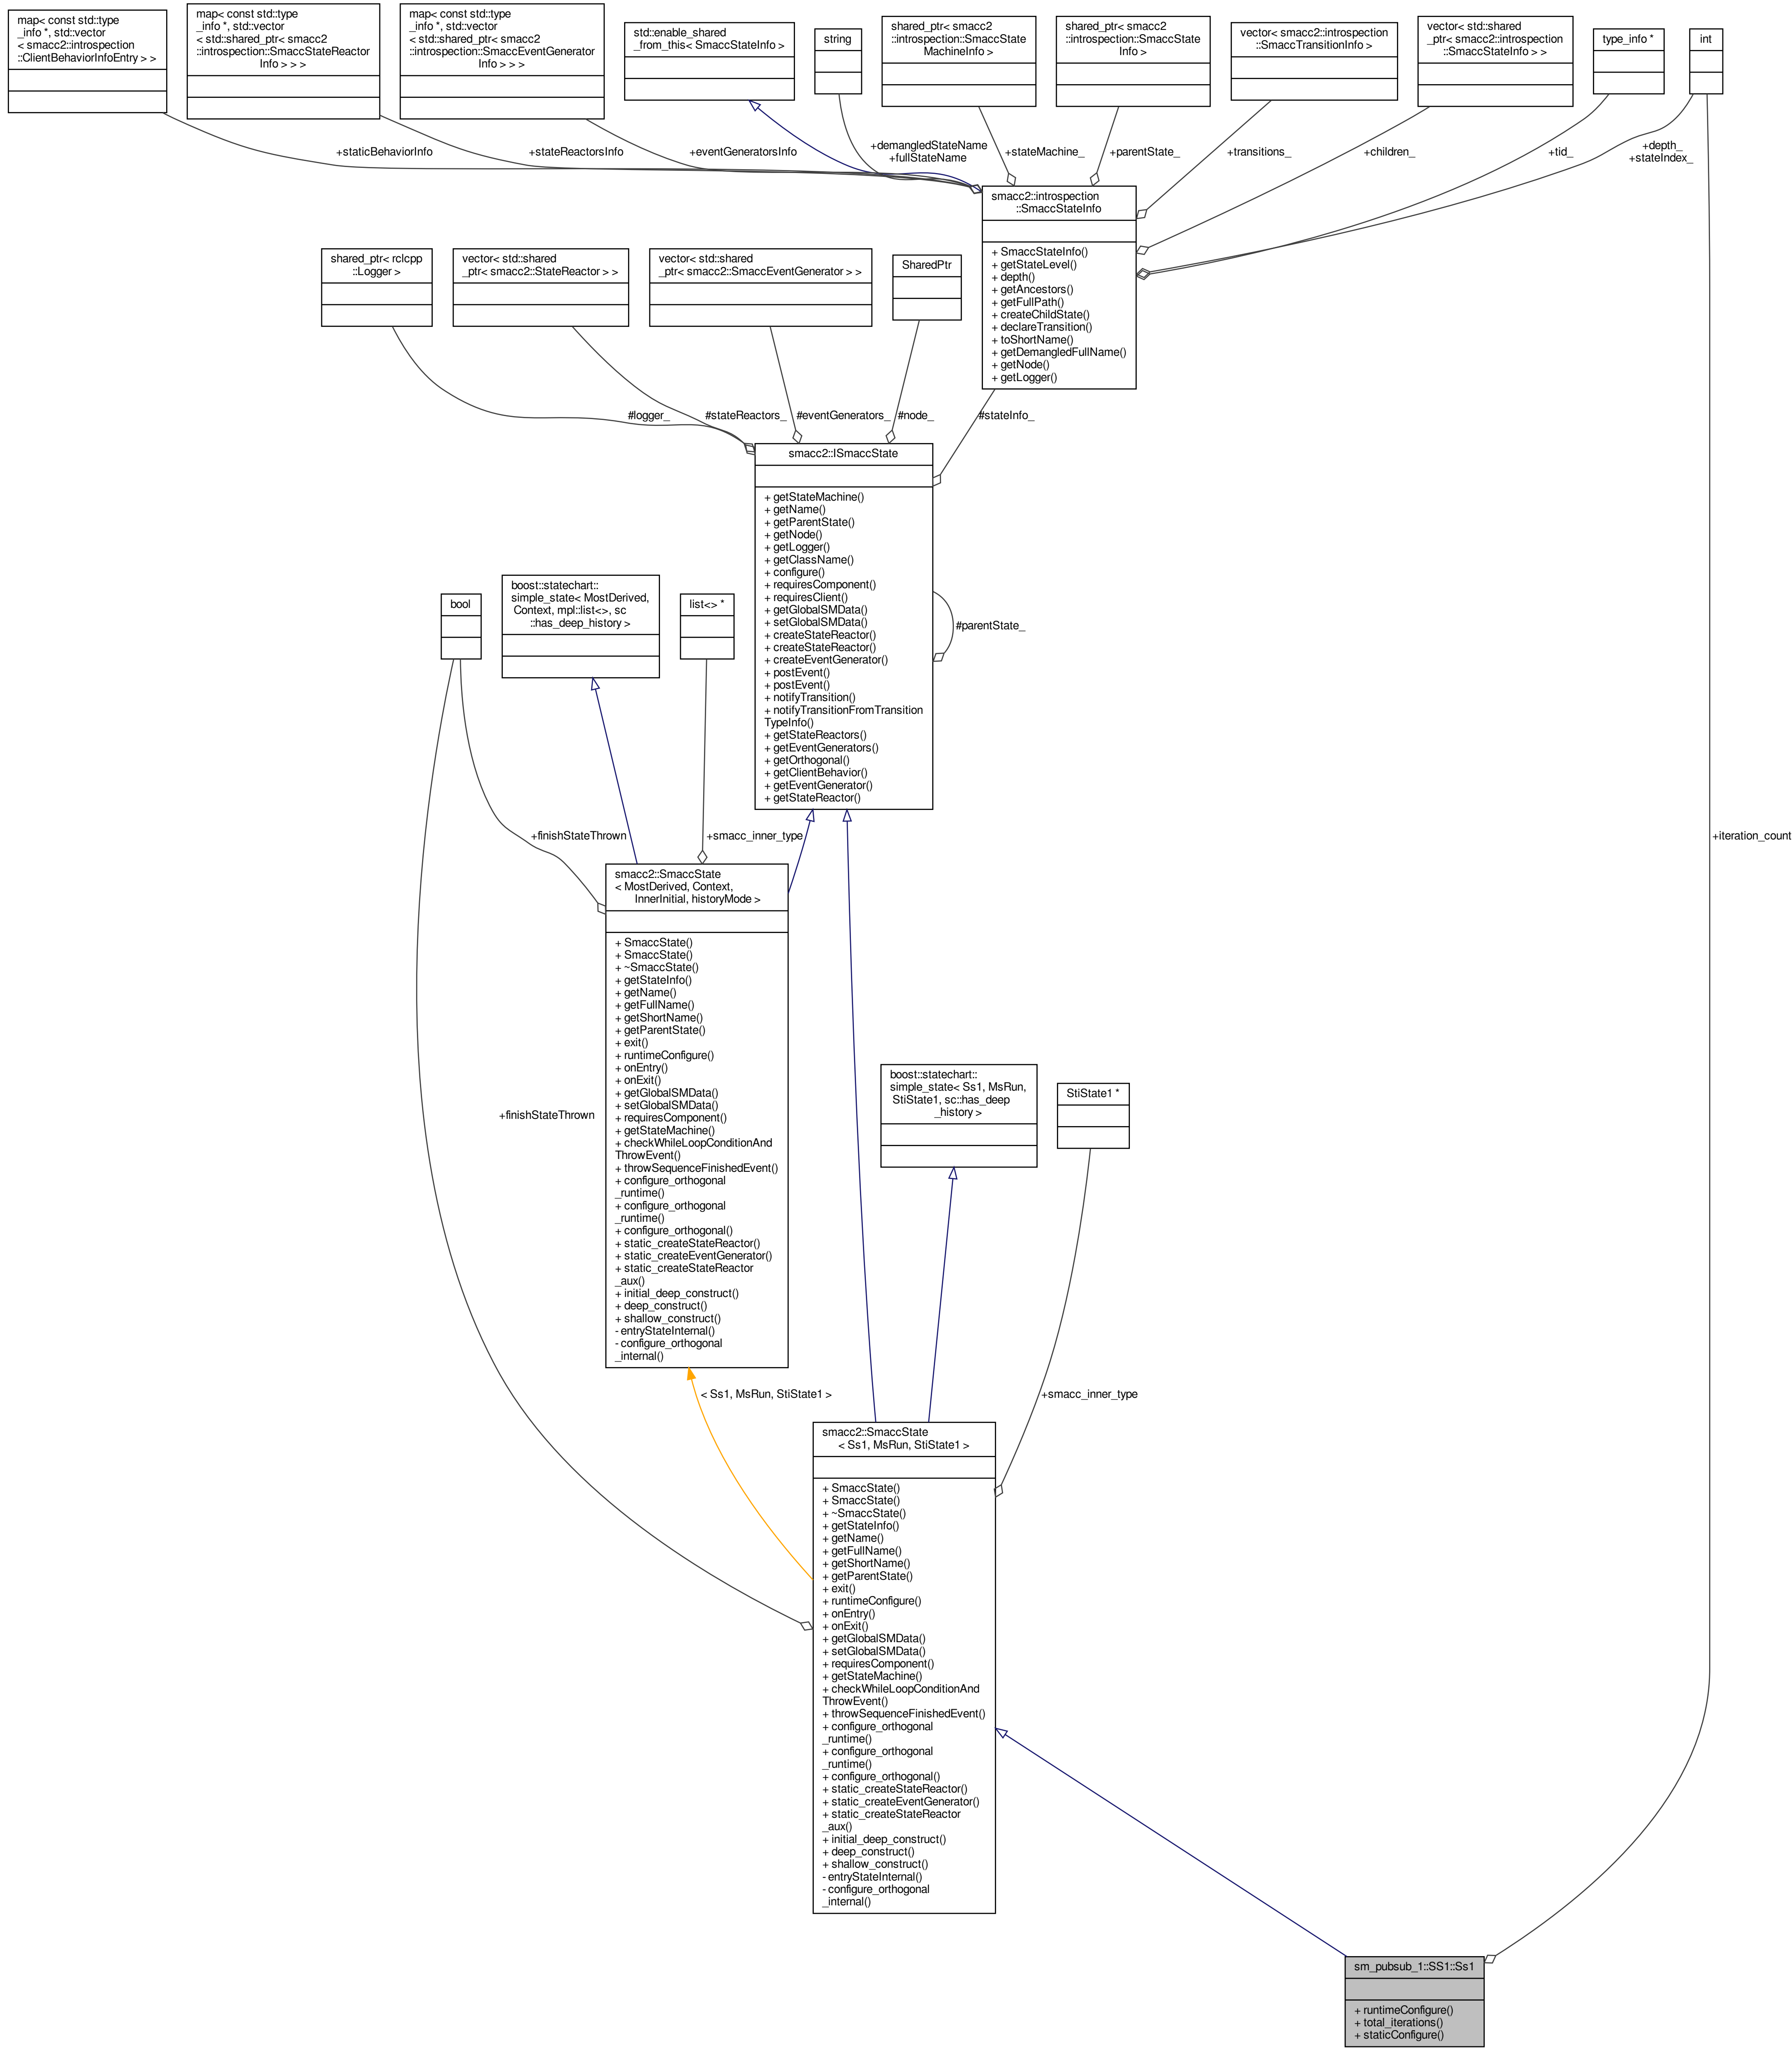 map< const std::type
_info *, std::vector
< smacc2::introspection
::ClientBehaviorInfoEntry > >
map< const std::type
_info *, std::vector
< std::shared_ptr< smacc2
::introspection::SmaccStateReactor
Info > > >
map< const std::type
_info *, std::vector
< std::shared_ptr< smacc2
::introspection::SmaccEventGenerator
Info > > >
std::enable_shared
_from_this< SmaccStateInfo >
string
shared_ptr< smacc2
::introspection::SmaccState
MachineInfo >
shared_ptr< smacc2
::introspection::SmaccState
Info >
vector< smacc2::introspection
::SmaccTransitionInfo >
vector< std::shared
_ptr< smacc2::introspection
::SmaccStateInfo > >
type_info *
int
+staticBehaviorInfo
+stateReactorsInfo
+eventGeneratorsInfo
+demangledStateName
+fullStateName
+stateMachine_
+parentState_
+transitions_
+children_
+tid_
+depth_
+stateIndex_
smacc2::introspection
::SmaccStateInfo
+ SmaccStateInfo()
+ getStateLevel()
+ depth()
+ getAncestors()
+ getFullPath()
+ createChildState()
+ declareTransition()
+ toShortName()
+ getDemangledFullName()
+ getNode()
+ getLogger()
shared_ptr< rclcpp
::Logger >
vector< std::shared
_ptr< smacc2::StateReactor > >
vector< std::shared
_ptr< smacc2::SmaccEventGenerator > >
SharedPtr
#logger_
#stateReactors_
#eventGenerators_
#node_
#stateInfo_
smacc2::ISmaccState
+ getStateMachine()
+ getName()
+ getParentState()
+ getNode()
+ getLogger()
+ getClassName()
+ configure()
+ requiresComponent()
+ requiresClient()
+ getGlobalSMData()
+ setGlobalSMData()
+ createStateReactor()
+ createStateReactor()
+ createEventGenerator()
+ postEvent()
+ postEvent()
+ notifyTransition()
+ notifyTransitionFromTransition
TypeInfo()
+ getStateReactors()
+ getEventGenerators()
+ getOrthogonal()
+ getClientBehavior()
+ getEventGenerator()
+ getStateReactor()
#parentState_
bool
boost::statechart::
simple_state< MostDerived,
Context, mpl::list<>, sc
::has_deep_history >
list<> *
+finishStateThrown
+smacc_inner_type
+iteration_count
smacc2::SmaccState
< MostDerived, Context,
InnerInitial, historyMode >
+ SmaccState()
+ SmaccState()
+ ~SmaccState()
+ getStateInfo()
+ getName()
+ getFullName()
+ getShortName()
+ getParentState()
+ exit()
+ runtimeConfigure()
+ onEntry()
+ onExit()
+ getGlobalSMData()
+ setGlobalSMData()
+ requiresComponent()
+ getStateMachine()
+ checkWhileLoopConditionAnd
ThrowEvent()
+ throwSequenceFinishedEvent()
+ configure_orthogonal
_runtime()
+ configure_orthogonal
_runtime()
+ configure_orthogonal()
+ static_createStateReactor()
+ static_createEventGenerator()
+ static_createStateReactor
_aux()
+ initial_deep_construct()
+ deep_construct()
+ shallow_construct()
- entryStateInternal()
- configure_orthogonal
_internal()
+finishStateThrown
boost::statechart::
simple_state< Ss1, MsRun,
StiState1, sc::has_deep
_history >
StiState1 *
< Ss1, MsRun, StiState1 >
+smacc_inner_type
smacc2::SmaccState
< Ss1, MsRun, StiState1 >
+ SmaccState()
+ SmaccState()
+ ~SmaccState()
+ getStateInfo()
+ getName()
+ getFullName()
+ getShortName()
+ getParentState()
+ exit()
+ runtimeConfigure()
+ onEntry()
+ onExit()
+ getGlobalSMData()
+ setGlobalSMData()
+ requiresComponent()
+ getStateMachine()
+ checkWhileLoopConditionAnd
ThrowEvent()
+ throwSequenceFinishedEvent()
+ configure_orthogonal
_runtime()
+ configure_orthogonal
_runtime()
+ configure_orthogonal()
+ static_createStateReactor()
+ static_createEventGenerator()
+ static_createStateReactor
_aux()
+ initial_deep_construct()
+ deep_construct()
+ shallow_construct()
- entryStateInternal()
- configure_orthogonal
_internal()
sm_pubsub_1::SS1::Ss1
+ runtimeConfigure()
+ total_iterations()
+ staticConfigure()